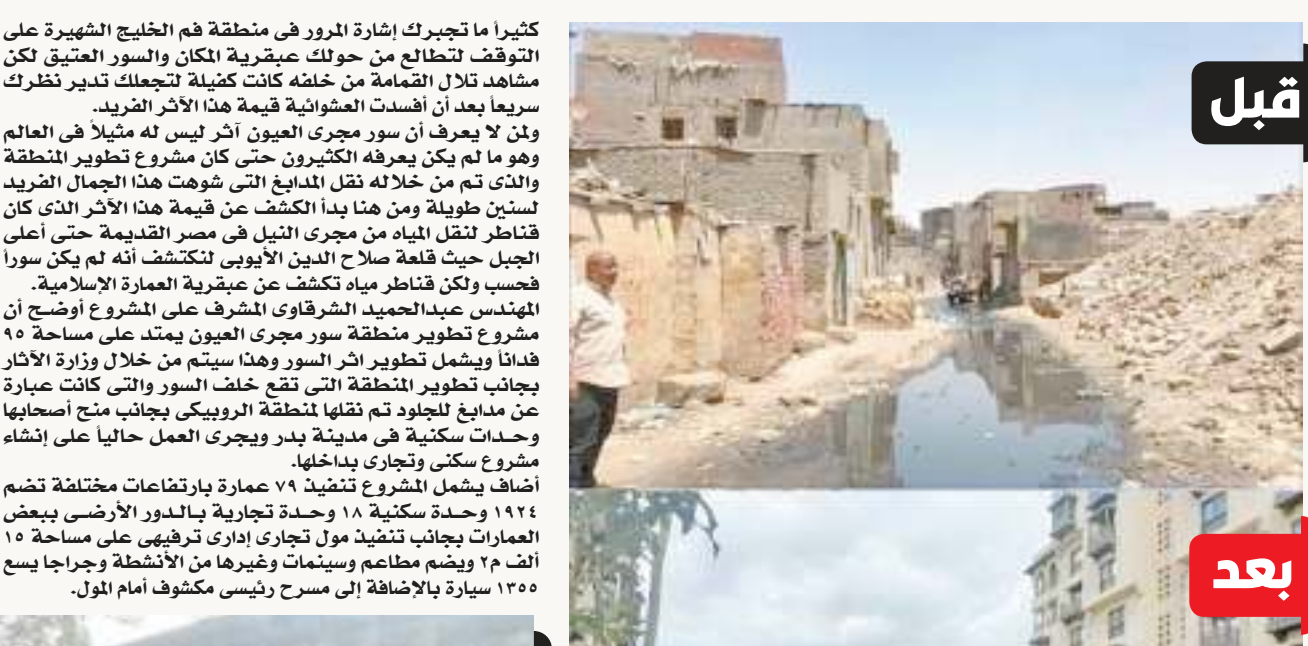 قبل
بعد
كثيراً ما تجبرك إشارة المرور فى منطقة فم الخليج الشهيرة على
التوقف لتطالع من حولك عبقرية المكان والسور العتيق لكن
مشاهد تلال القمامة من خلفه كانت كفيلة لتجعلك تدير نظرك
سريعاً بعد أن أفسدت العشوائية قيمة هذا الآثر الفريد.
ولمن لا يعرف أن سور مجرى العيون آثر ليس له مثيلاً فى العالم
وهو ما لم يكن يعرفه الكثيرون حتى كان مشروع تطوير المنطقة
والذى تم من خلاله نقل المدابغ التى شوهت هذا الجمال الفريد
لسنين طويلة ومن هنا بدأ الكشف عن قيمة هذا الآثر الذى كان
قناطر لنقل المياه من مجرى النيل فى مصر القديمة حتى أعلى
الجبل حيث قلعة صلاح الدين الأيوبى لنكتشف أنه لم يكن سوراً
فحسب ولكن قناطر مياه تكشف عن عبقرية العمارة الإسلامية.
المهندس عبدالحميد الشرقاوى المشرف على المشروع أوضح أن
مشروع تطوير منطقة سور مجرى العيون يمتد على مساحة ٩٥
فداناً ويشمل تطوير اثر السور وهذا سيتم من خلال وزارة الآثار
بجانب تطوير المنطقة التى تقع خلف السور والتى كانت عبارة
عن مدابغ للجلود تم نقلها لمنطقة الروبيكى بجانب منح أصحابها
وحدات سكنية فى مدينة بدر ويجرى العمل حالياً على إنشاء
مشروع سكنى وتجارى بداخلها.
أضاف يشمل المشروع تنفيذ ٧٩ عمارة بارتفاعات مختلفة تضم
١٩٢٤ وحدة سكنية ١٨ وحدة تجارية بالدور الأرضى ببعض
العمارات بجانب تنفيذ مول تجارى إدارى ترفيهى على مساحة ١٥
ألف م٢ ويضم مطاعم وسينمات وغيرها من الأنشطة وجراجا يسع
١٣٥٥ سيارة بالإضافة إلى مسرح رئيسى مكشوف أمام المول.